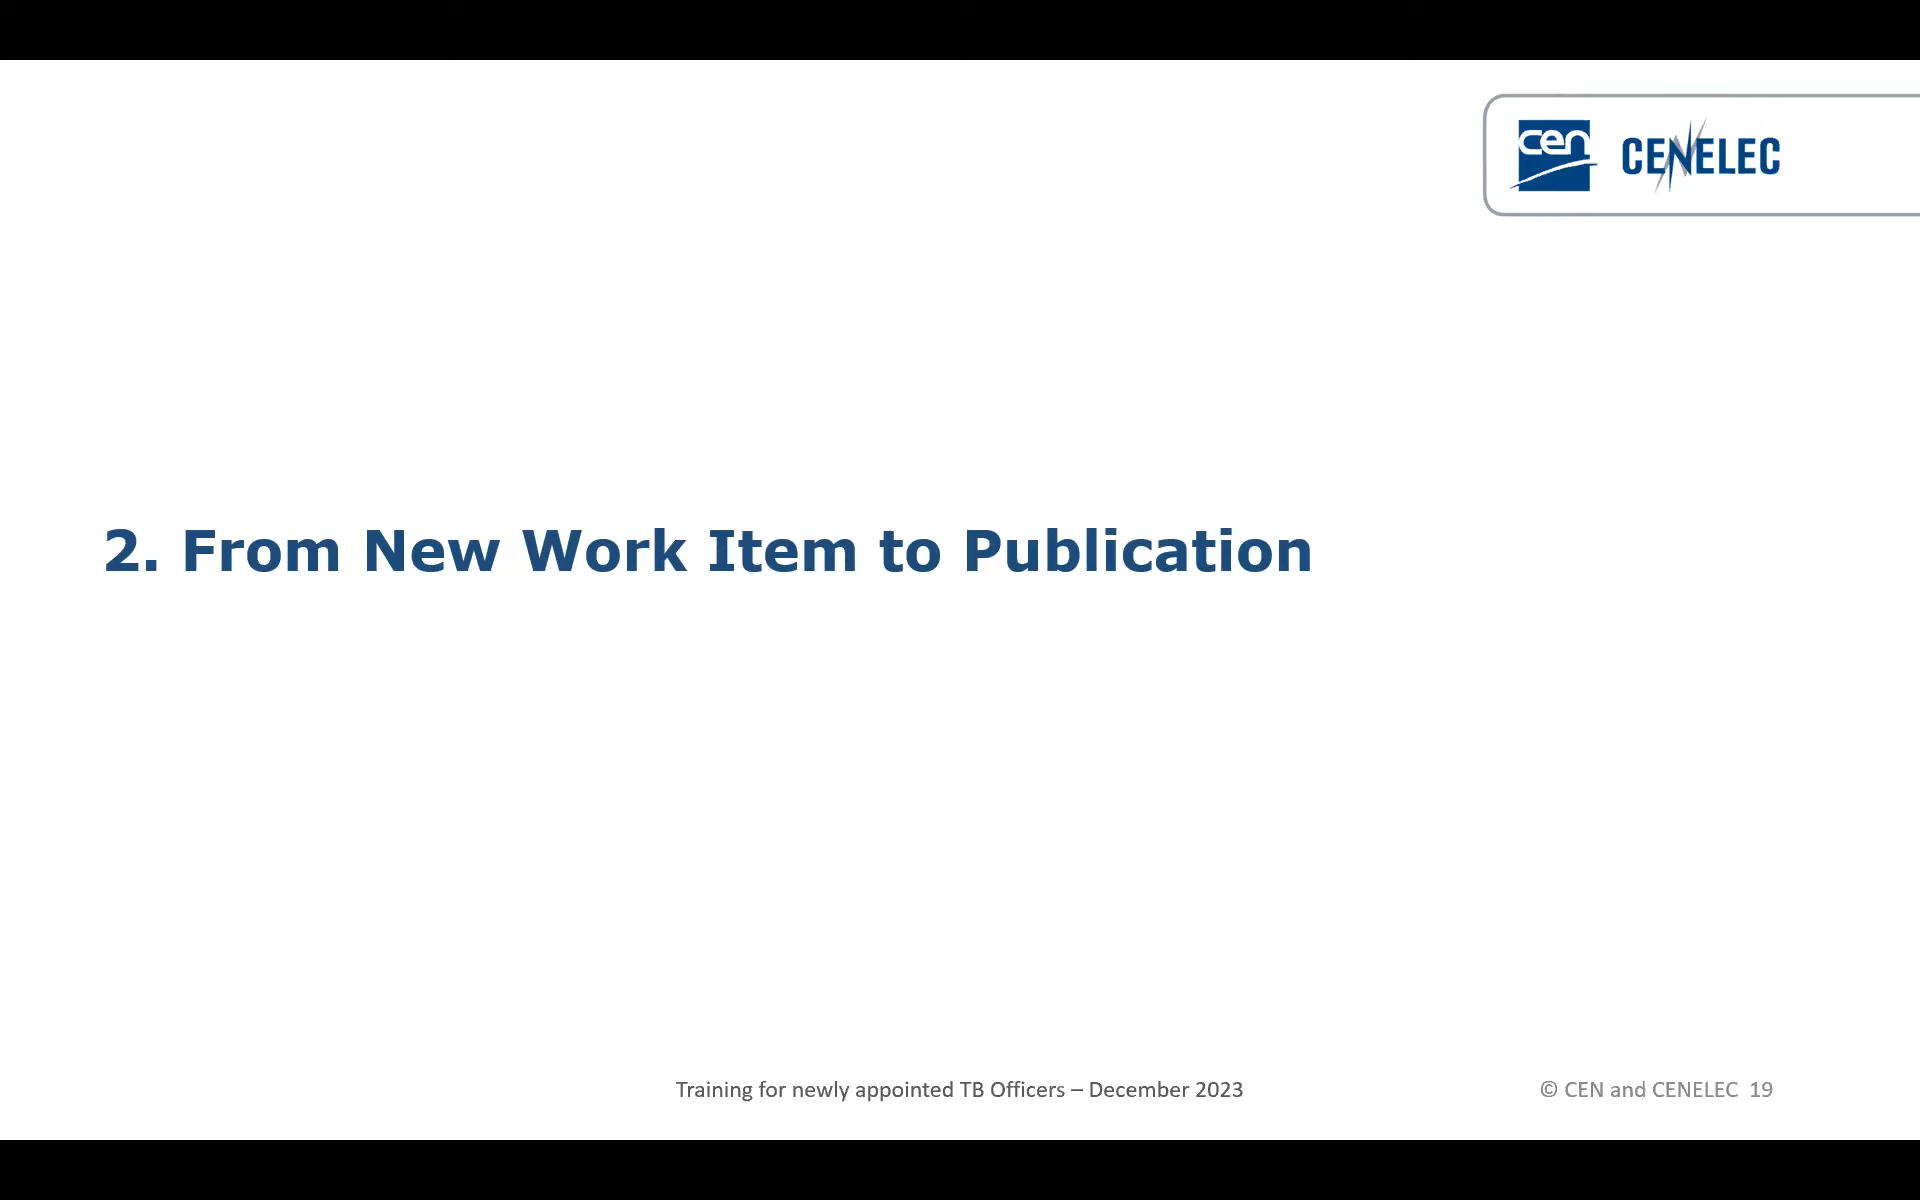 cen CENELEC
2. From New Work Item to Publication
Training for newly appointed TB Officers – December 2023
© CEN and CENELEC 19